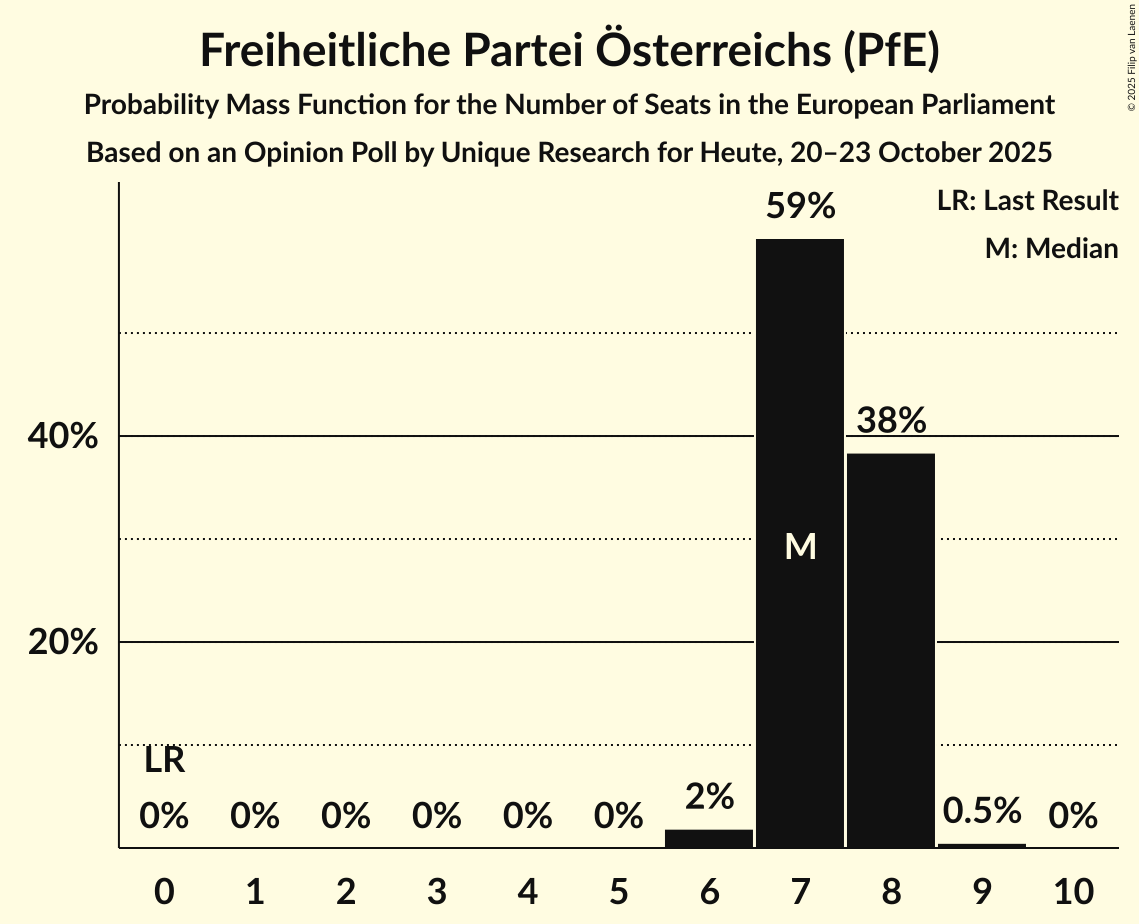 Freiheitliche Partei Österreichs (PfE)
Probability Mass Function for the Number of Seats in the European Parliament
Based on an Opinion Poll by Unique Research for Heute, 20–23 October 2025
© 2025 Filip van Laenen
LR: Last Result
M: Median
59%
38%
40%
M
20%
LR
0% 0% 0% 0% 0% 0% 2% 0.5% 0%
0 1 2 3 4 5 6 7 8 9 10